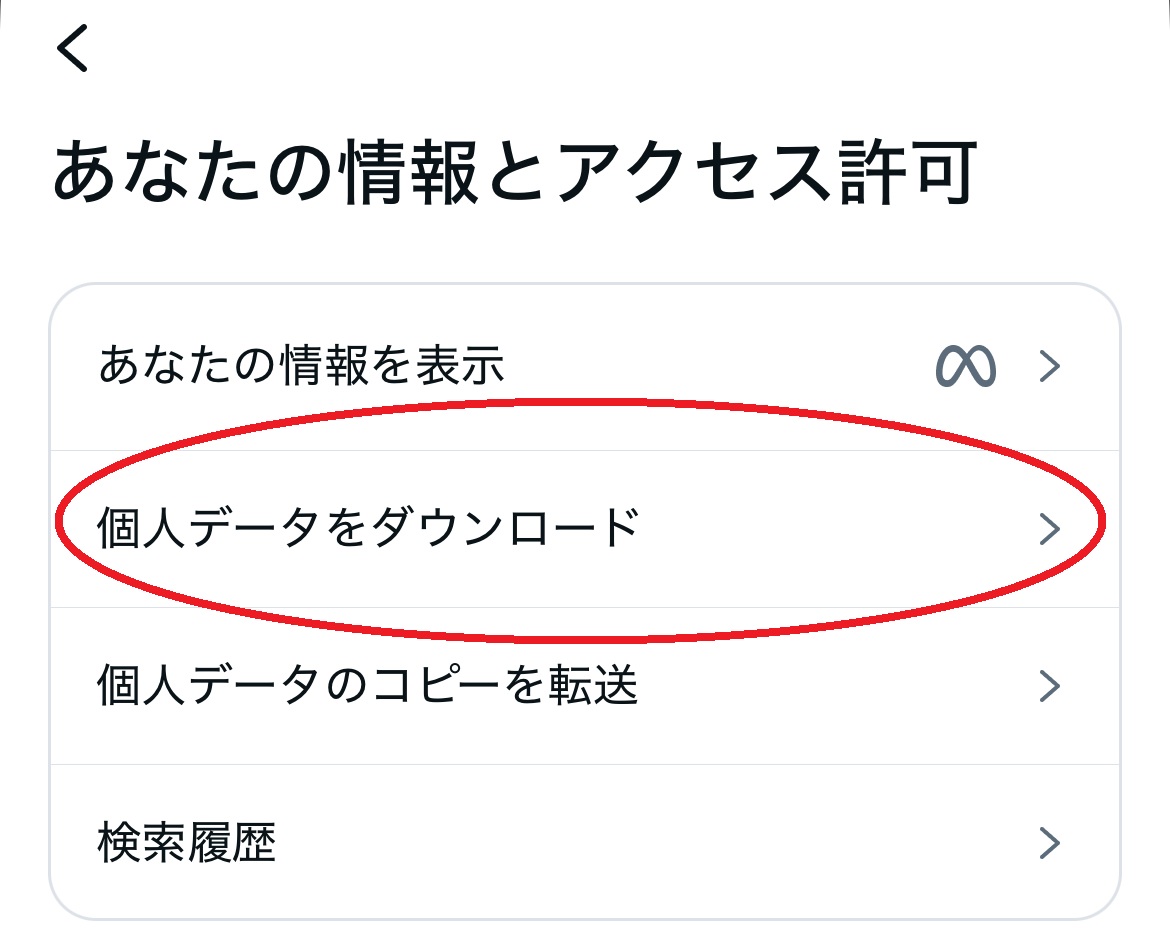 あなたの情報とアクセス許可
あなたの情報を表示
個人データをダウンロード
個人データのコピーを転送
検索履歴